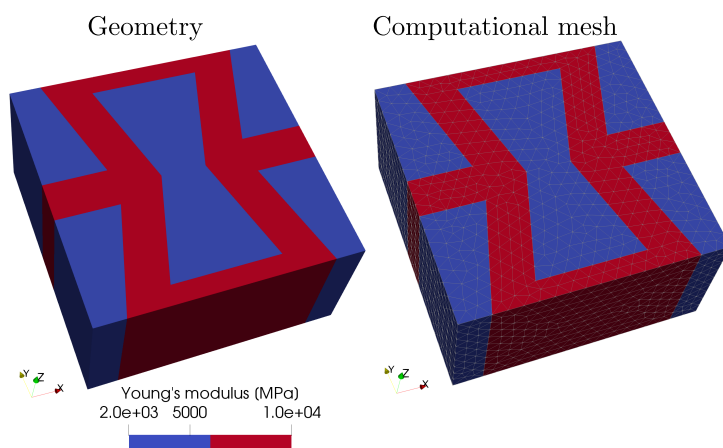 Geometry
Computational mesh
Y
Z
X
Y
Z
X
Young's modulus [MPa]
2.0e+03 5000 1.0e+04